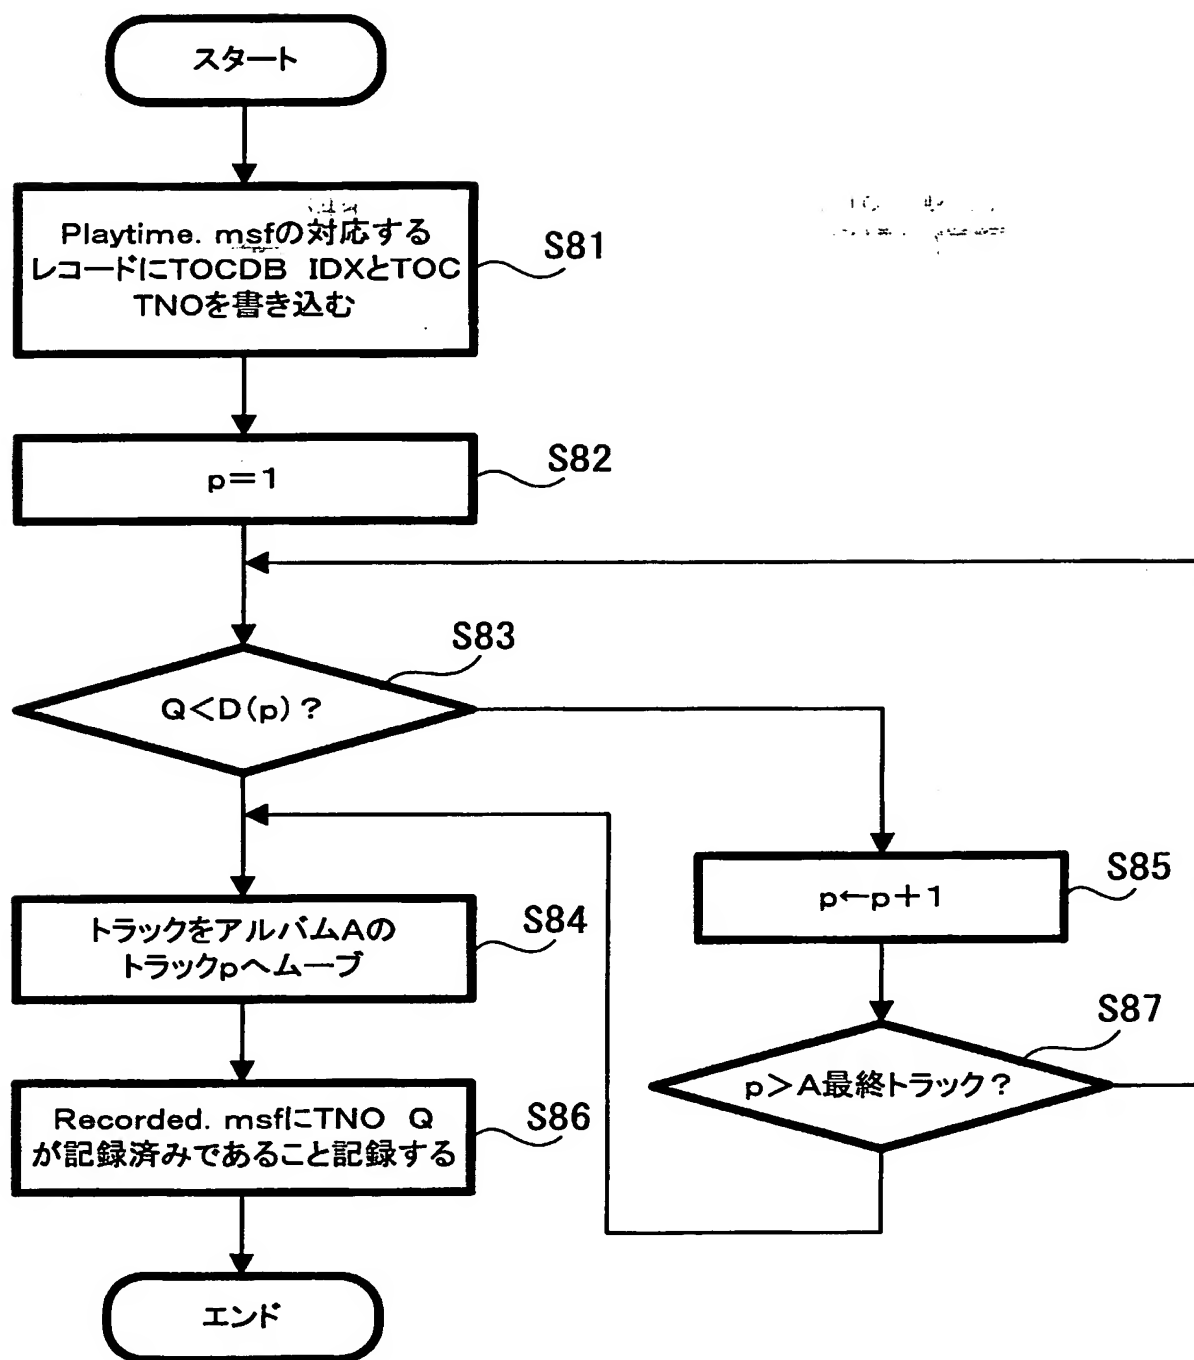 スタート
Playtime. msfの対応する
レコードにTOCDB IDXとTOC
TNOを書き込む
S81
p=1
S82
Q<D(p)?
S83
トラックをアルバムAの
トラックpへムーブ
S84
p←p+1
S85
Recorded. msfにTNO Q
が記録済みであること記録する
S86
p>A最終トラック?
S87
エンド